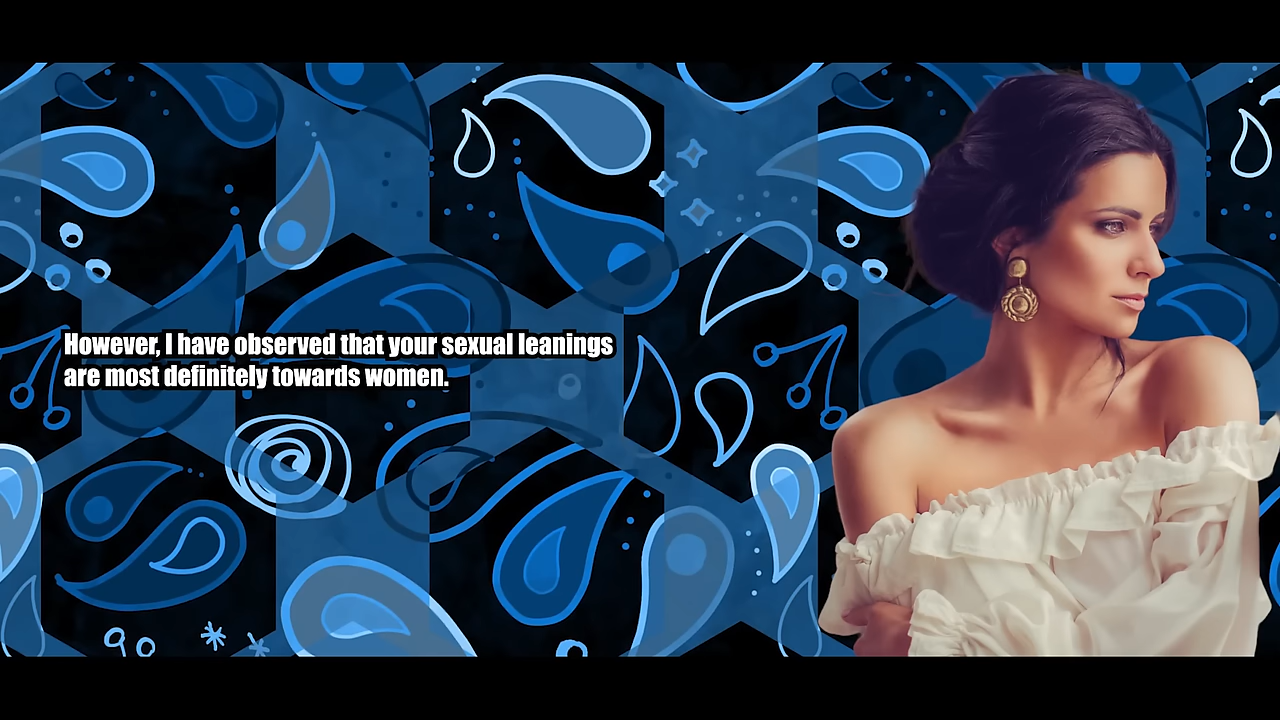 However, I have observed that your sexual leanings
are most definitely towards women.